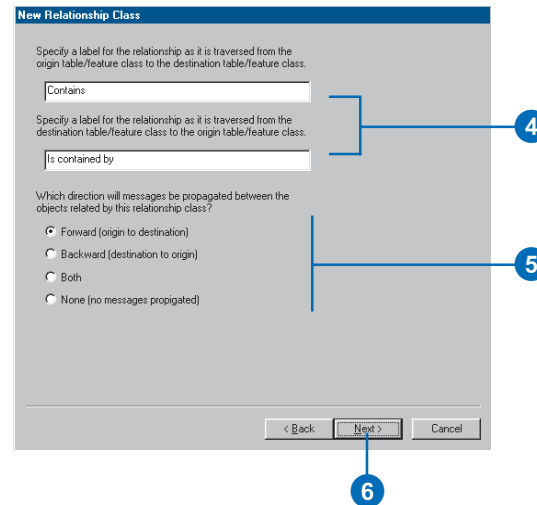 New Relationship Class
Specify a label for the relationship as it is traversed from the
origin table/feature class to the destination table/feature class.
Contains
Specify a label for the relationship as it is traversed from the
destination table/feature class to the origin table/feature class.
Is contained by
4
Which direction will messages be propagated between the
objects related by this relationship class?
Forward (origin to destination)
Backward (destination to origin)
Both
None (no messages propigated)
5
< Back
Next >
Cancel
6